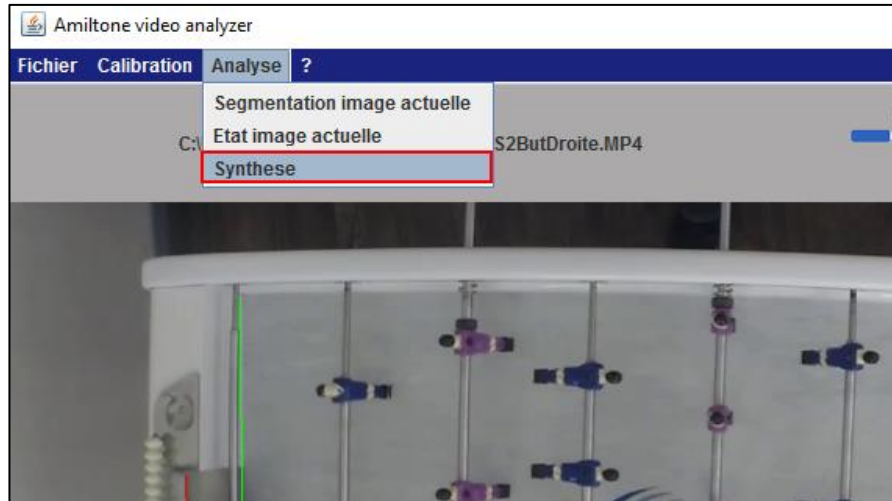 Amiltone video analyzer
Fichier Calibration Analyse ?
Segmentation image actuelle
Etat image actuelle
C:\ S2ButDroite.MP4
Synthese